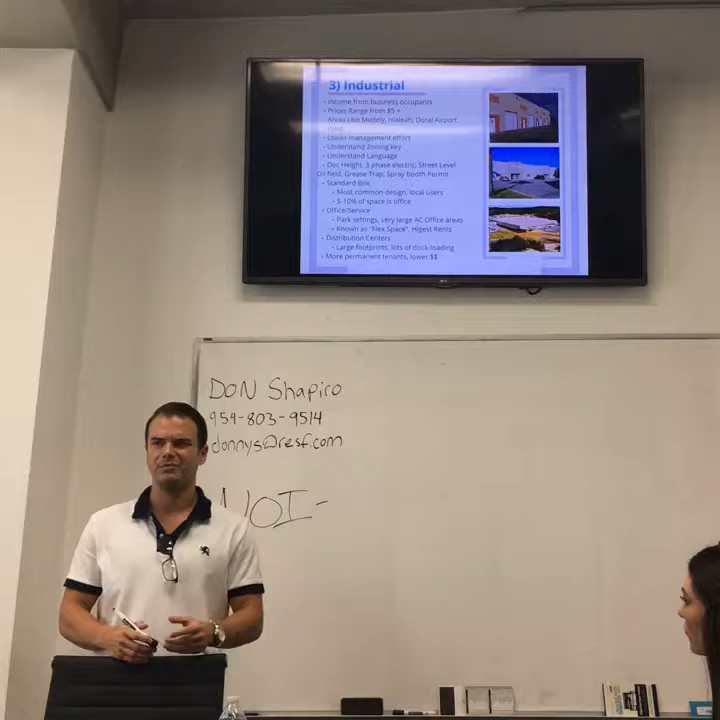 3) Industrial
- Income from business occupants
- Prices Range from $5 +
Areas Like Medely, Hialeah, Doral Airport
West
- Lower management effort
- Understand Zoning key
- Understand Language
- Doc Height, 3 phase electric, Street Level
Oil field, Grease Trap, Spray booth Permit
- Standard Box
- Most common design, local users
- 5-10% of space is office
- Office/Service
- Park settings, very large AC Office areas
- Known as "Flex Space", Higest Rents
- Distribution Centers
- Large footprints, lots of dock-loading
- More permanent tenants, lower $$
LG
DON Shapiro
959-803-9514
donnys@resf.com
NOI-